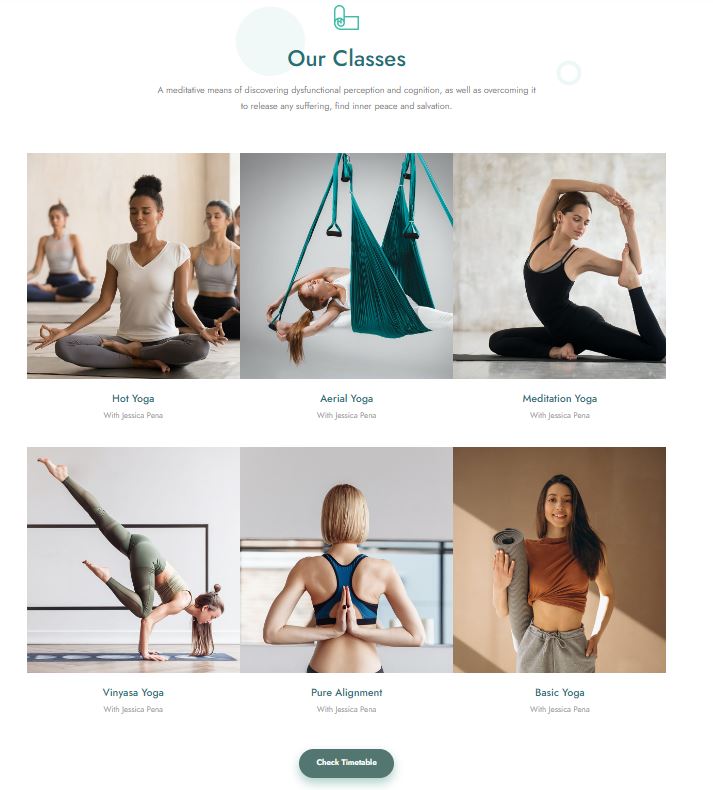 Our Classes
A meditative means of discovering dysfunctional perception and cognition, as well as overcoming it
to release any suffering, find inner peace and salvation.
Hot Yoga
Aerial Yoga
Meditation Yoga
With Jessica Pena
With Jessica Pena
With Jessica Pena
Vinyasa Yoga
Pure Alignment
Basic Yoga
With Jessica Pena
With Jessica Pena
With Jessica Pena
Check Timetable